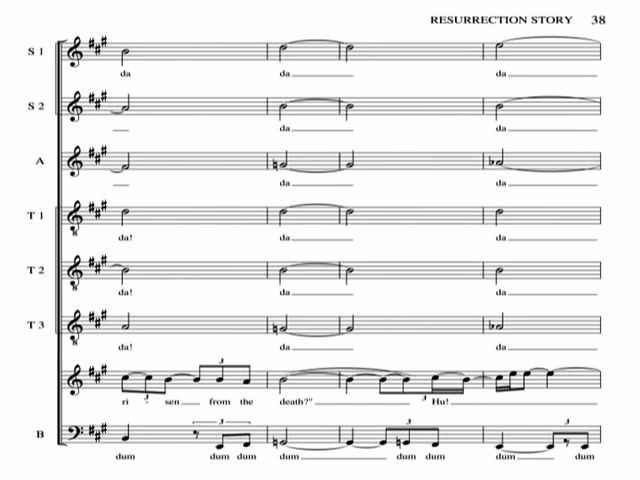 RESURRECTION STORY 38
S 1
da da da
S 2
da da
A
da da
T 1
da! da da
T 2
da! da da
T 3
da! da da
ri - sen from the death?" Hu!
B
dum dum dum dum dum dum dum dum